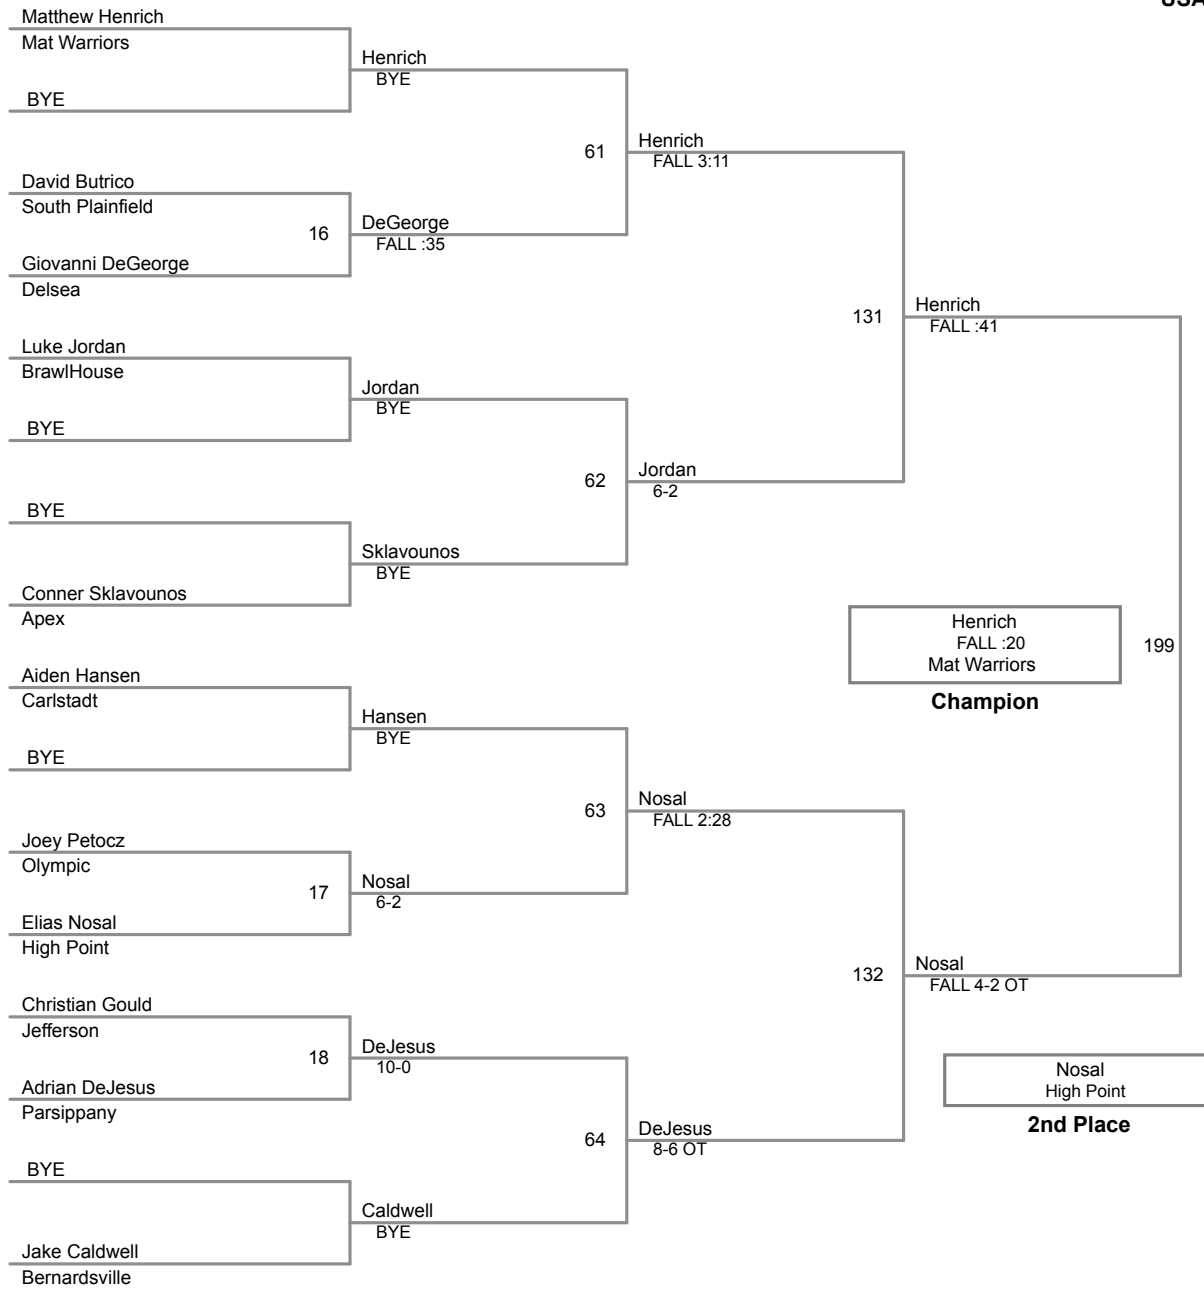 USA
Matthew Henrich
Mat Warriors
BYE
David Butrico
South Plainfield
16
Giovanni DeGeorge
Delsea
Luke Jordan
BrawlHouse
BYE
BYE
Conner Sklavounos
Apex
Aiden Hansen
Carlstadt
BYE
Joey Petocz
Olympic
17
Elias Nosal
High Point
Christian Gould
Jefferson
18
Adrian DeJesus
Parsippany
BYE
Jake Caldwell
Bernardsville
Henrich
BYE
61
DeGeorge
FALL :35
Jordan
BYE
62
Sklavounos
BYE
Hansen
BYE
63
Nosal
6-2
DeJesus
10-0
64
Caldwell
BYE
Henrich
FALL 3:11
131
Jordan
6-2
Nosal
FALL 2:28
132
DeJesus
8-6 OT
Henrich
FALL :41
199
Nosal
FALL 4-2 OT
Henrich
FALL :20
Mat Warriors
Champion
Nosal
High Point
2nd Place